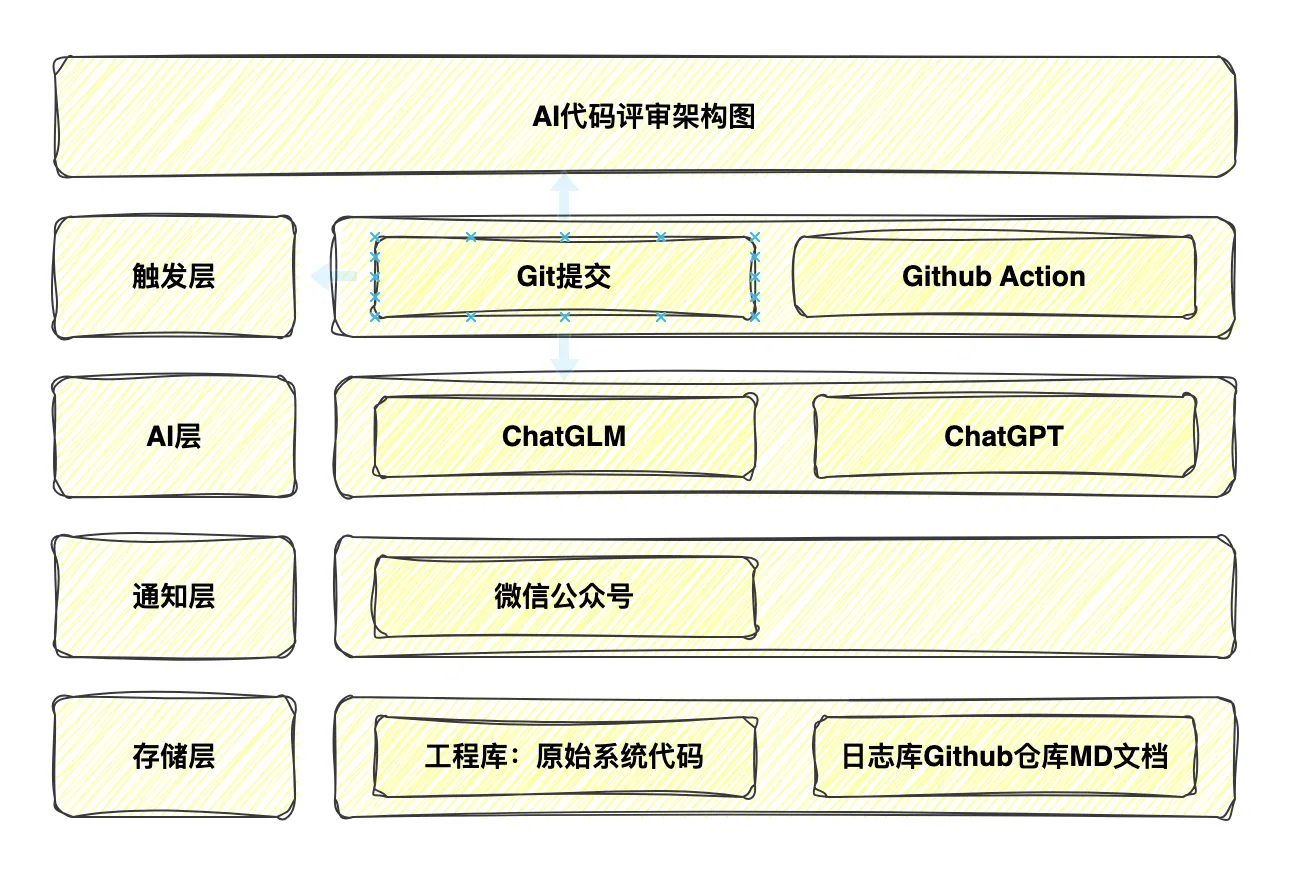 AI代码评审架构图
触发层
Git提交
Github Action
AI层
ChatGLM
ChatGPT
通知层
微信公众号
存储层
工程库：原始系统代码
日志库Github仓库MD文档